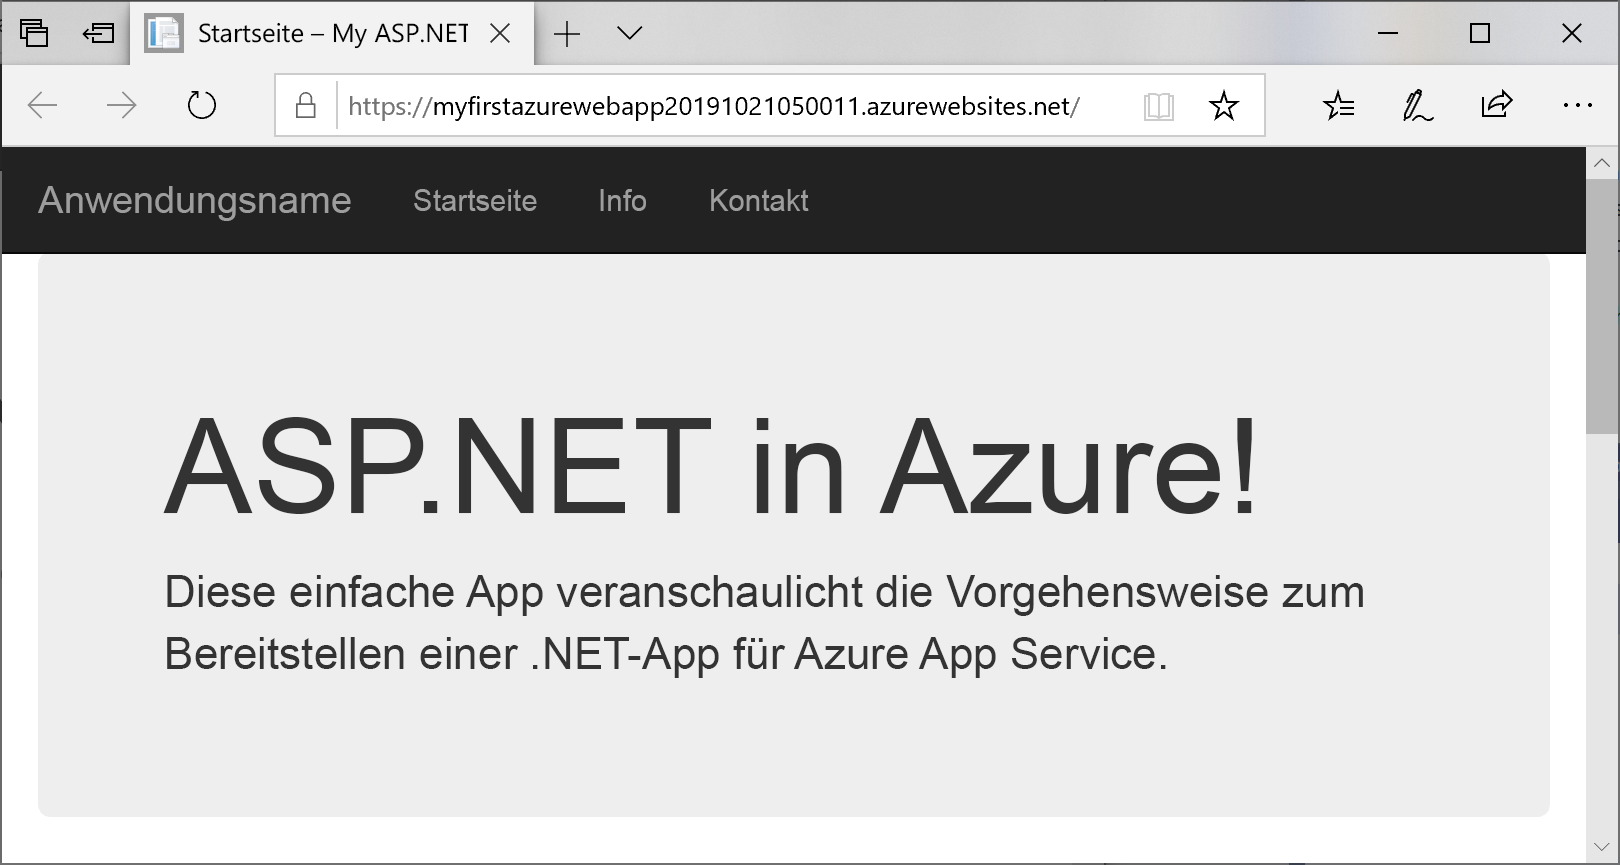 Startseite – My ASP.NET
https://myfirstazurewebapp20191021050011.azurewebsites.net/
Anwendungsname Startseite Info Kontakt
ASP.NET in Azure!
Diese einfache App veranschaulicht die Vorgehensweise zum
Bereitstellen einer .NET-App für Azure App Service.